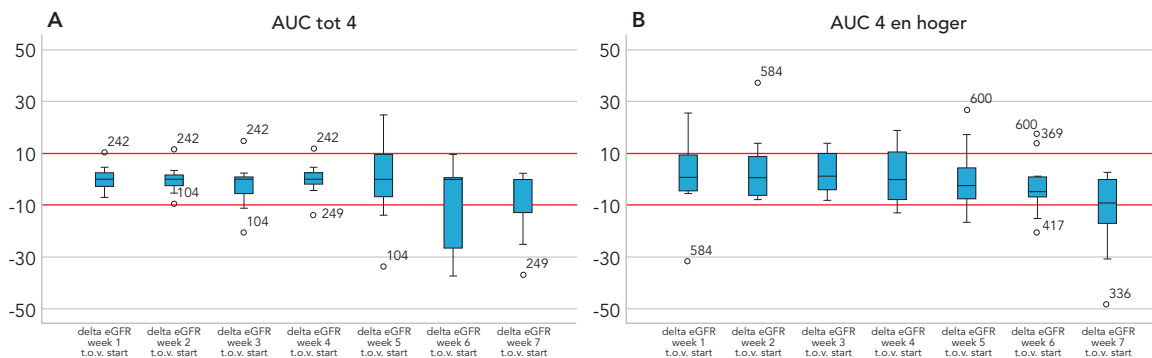 A
AUC tot 4
50
30
10
-10
-30
-50
242
242
104
242
104
242
249
104
249
delta eGFR
week 1
t.o.v. start
delta eGFR
week 2
t.o.v. start
delta eGFR
week 3
t.o.v. start
delta eGFR
week 4
t.o.v. start
delta eGFR
week 5
t.o.v. start
delta eGFR
week 6
t.o.v. start
delta eGFR
week 7
t.o.v. start
B
AUC 4 en hoger
50
30
10
-10
-30
-50
584
584
600
600
369
417
336
delta eGFR
week 1
t.o.v. start
delta eGFR
week 2
t.o.v. start
delta eGFR
week 3
t.o.v. start
delta eGFR
week 4
t.o.v. start
delta eGFR
week 5
t.o.v. start
delta eGFR
week 6
t.o.v. start
delta eGFR
week 7
t.o.v. start